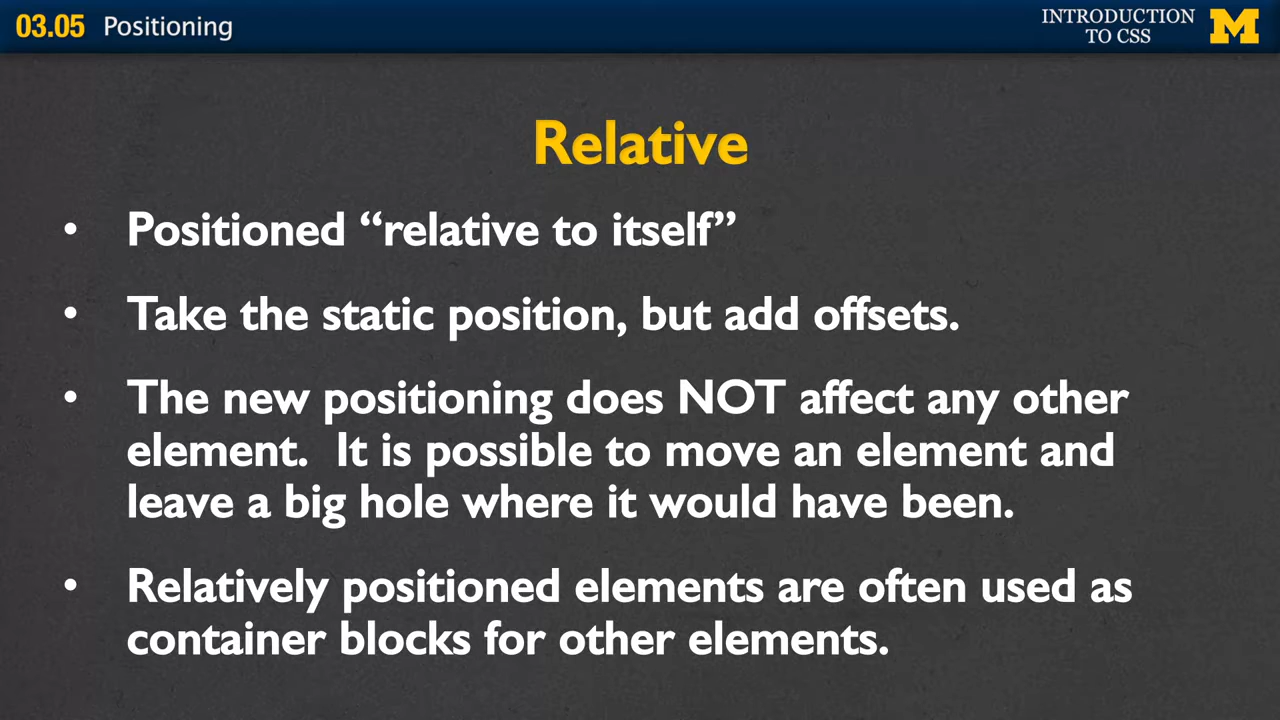 03.05 Positioning
INTRODUCTION
TO CSS
M
Relative
• Positioned “relative to itself”
• Take the static position, but add offsets.
• The new positioning does NOT affect any other
element.  It is possible to move an element and
leave a big hole where it would have been.
• Relatively positioned elements are often used as
container blocks for other elements.